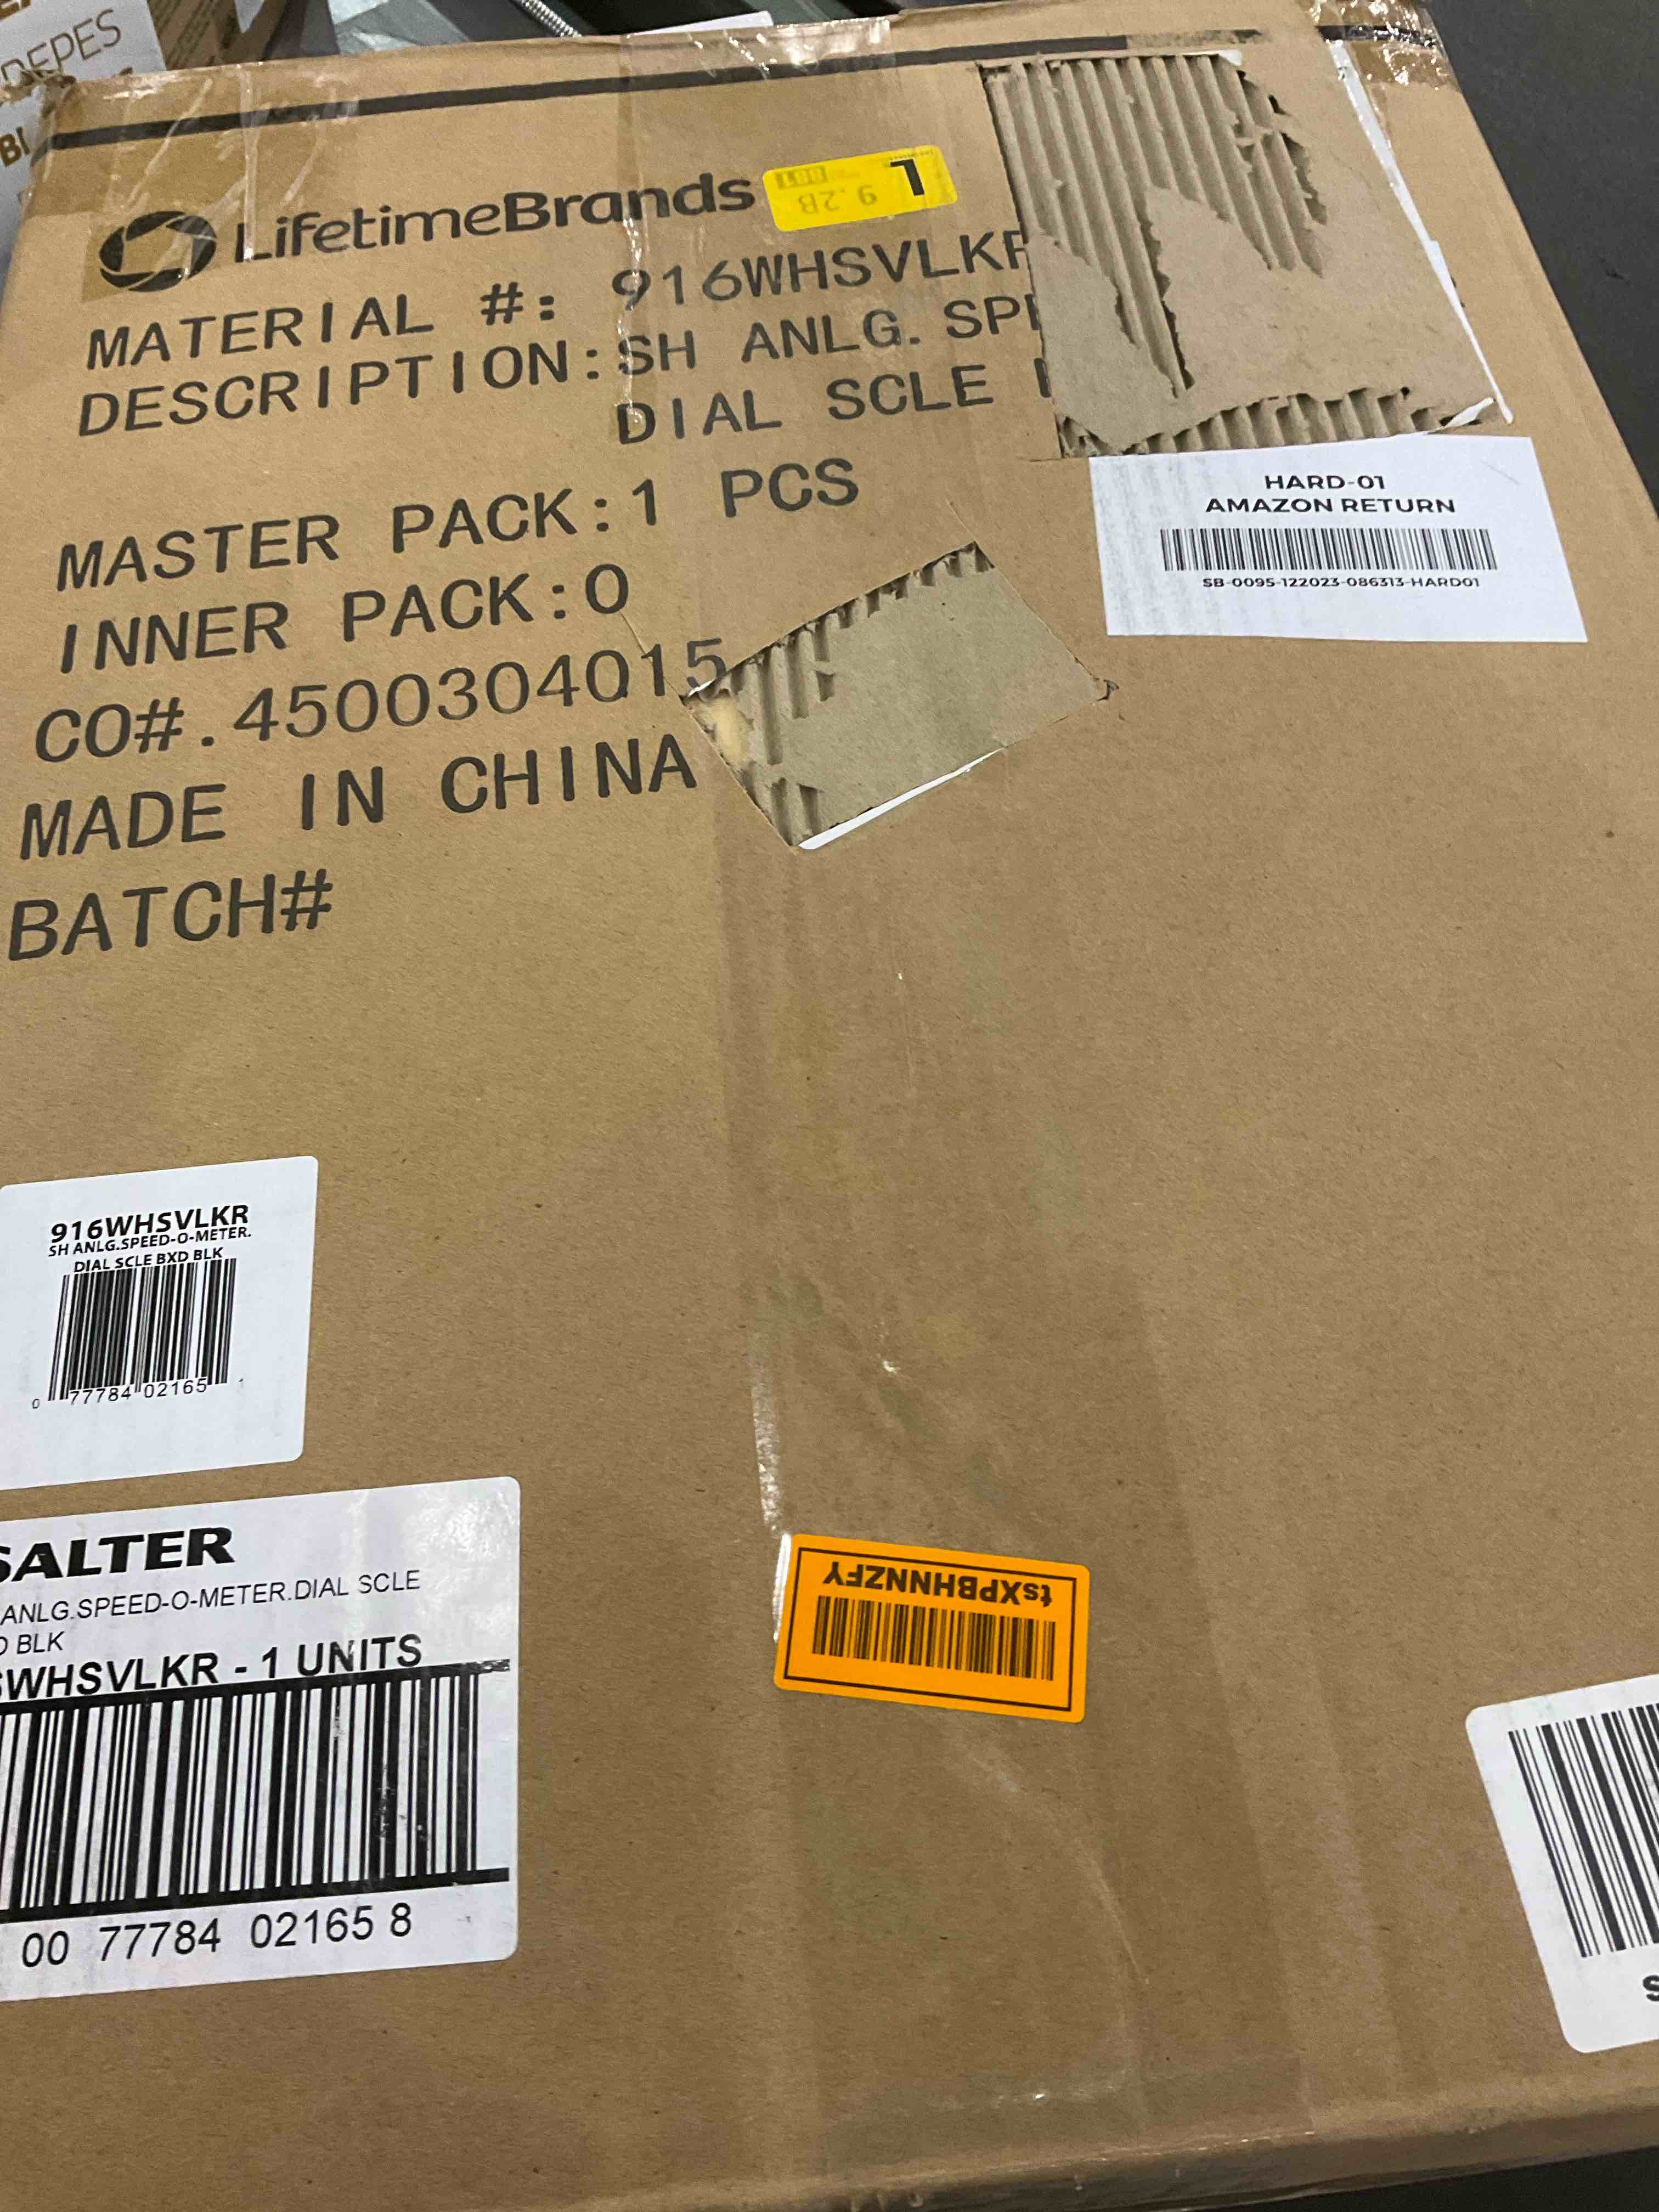 LifetimeBrands
9.2B
MATERIAL #: 916WHSVLKR
DESCRIPTION: SH ANLG. SP
DIAL SCLE
MASTER PACK:1 PCS
INNER PACK:0
CO#.4500304015
MADE IN CHINA
BATCH#
HARD-01
AMAZON RETURN
SB-0095-122023-086313-HARD01
916WHSVLKR
SH ANLG.SPEED-O-METER.
DIAL SCLE BXD BLK
0 77784 02165 1
SALTER
ANLG.SPEED-O-METER.DIAL SCLE
BLK
WHSVLKR - 1 UNITS
00 77784 02165 8
tsXPBHNNZFY